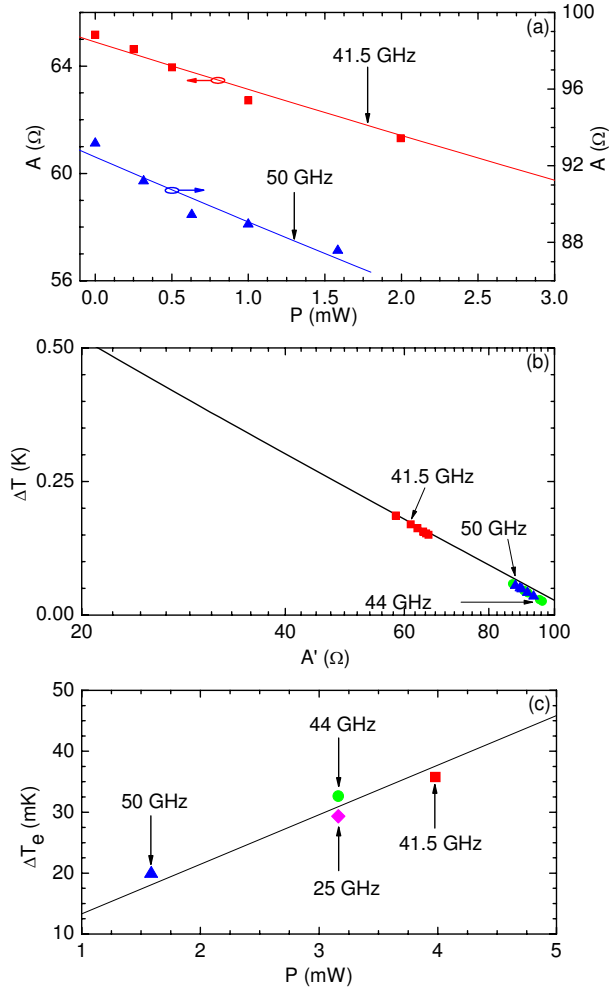 (a)
64
60
56
A (Ω)
41.5 GHz
50 GHz
100
98
96
92
88
A (Ω)
0.0 0.5 1.0 1.5 2.0 2.5 3.0
P (mW)
(b)
0.50
0.25
0.00
ΔT (K)
41.5 GHz
50 GHz
44 GHz
20 40 60 80 100
A' (Ω)
(c)
50
40
30
20
10
ΔTe (mK)
44 GHz
50 GHz
41.5 GHz
25 GHz
1 2 3 4 5
P (mW)